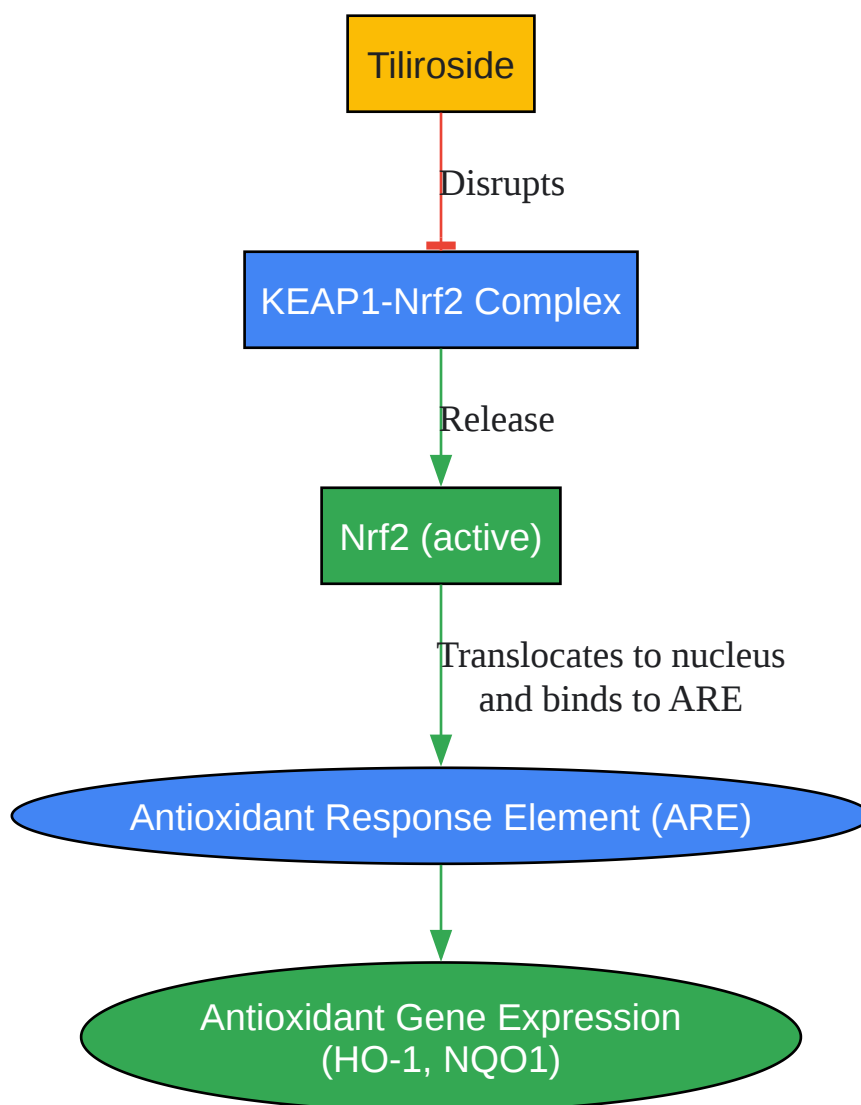 Tiliroside
Disrupts
KEAP1-Nrf2 Complex
Release
Nrf2 (active)
Translocates to nucleus
and binds to ARE
Antioxidant Response Element (ARE)
Antioxidant Gene Expression
(HO-1, NQO1)